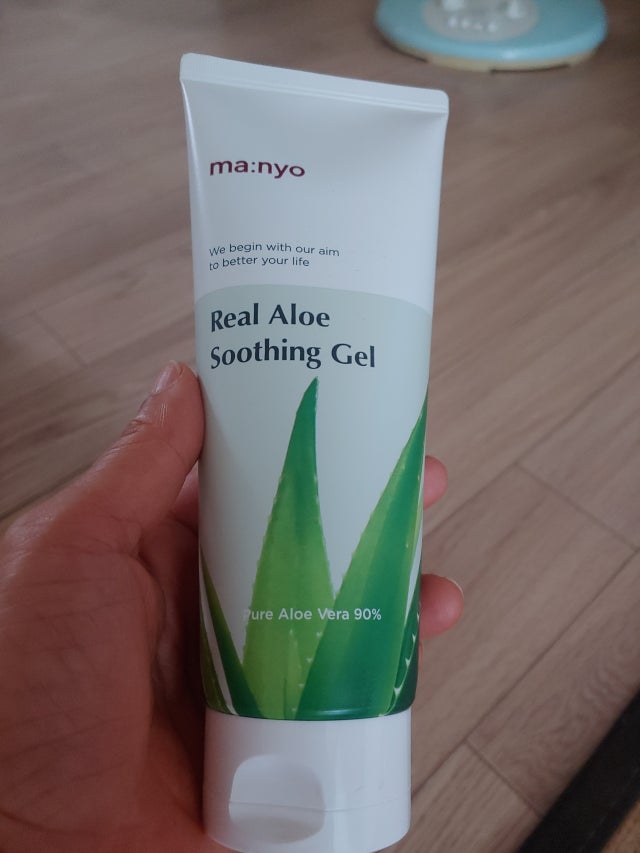 ma:nyo
We begin with our aim
to better your life
Real Aloe
Soothing Gel
Pure Aloe Vera 90%